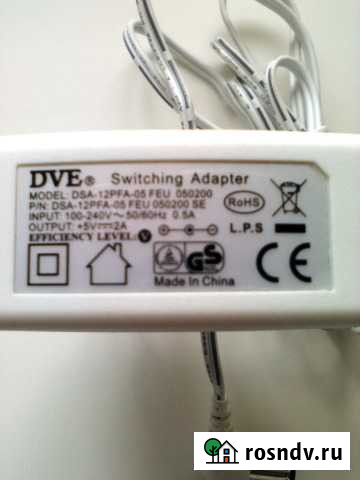 DVE® Switching Adapter
MODEL: DSA-12PFA-05 FEU 050200
P/N: DSA-12PFA-05 FEU 050200 SE
INPUT: 100-240V～50/60Hz 0.5A
OUTPUT: +5V⎓2A
EFFICIENCY LEVEL: V
RoHS
L.P.S
GS
CE
Made In China
rosndv.ru